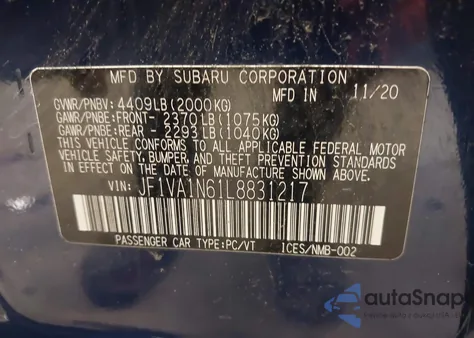 MFD BY SUBARU CORPORATION 11/20
GVWR/PNBV: 4409LB(2000KG)
GAWR/PNBE:FRONT- 2370LB(1075KG)
GAWR/PNBE:REAR - 2293LB(1040KG)
THIS VEHICLE CONFORMS TO ALL APPLICABLE FEDERAL MOTOR
VEHICLE SAFETY, BUMPER, AND THEFT PREVENTION STANDARDS
IN EFFECT ON THE DATE OF MANUFACTURE SHOWN ABOVE.
VIN: JF1VA1N61L8831217
PASSENGER CAR TYPE:PC/VT ICES/NMB-002
autoSnap